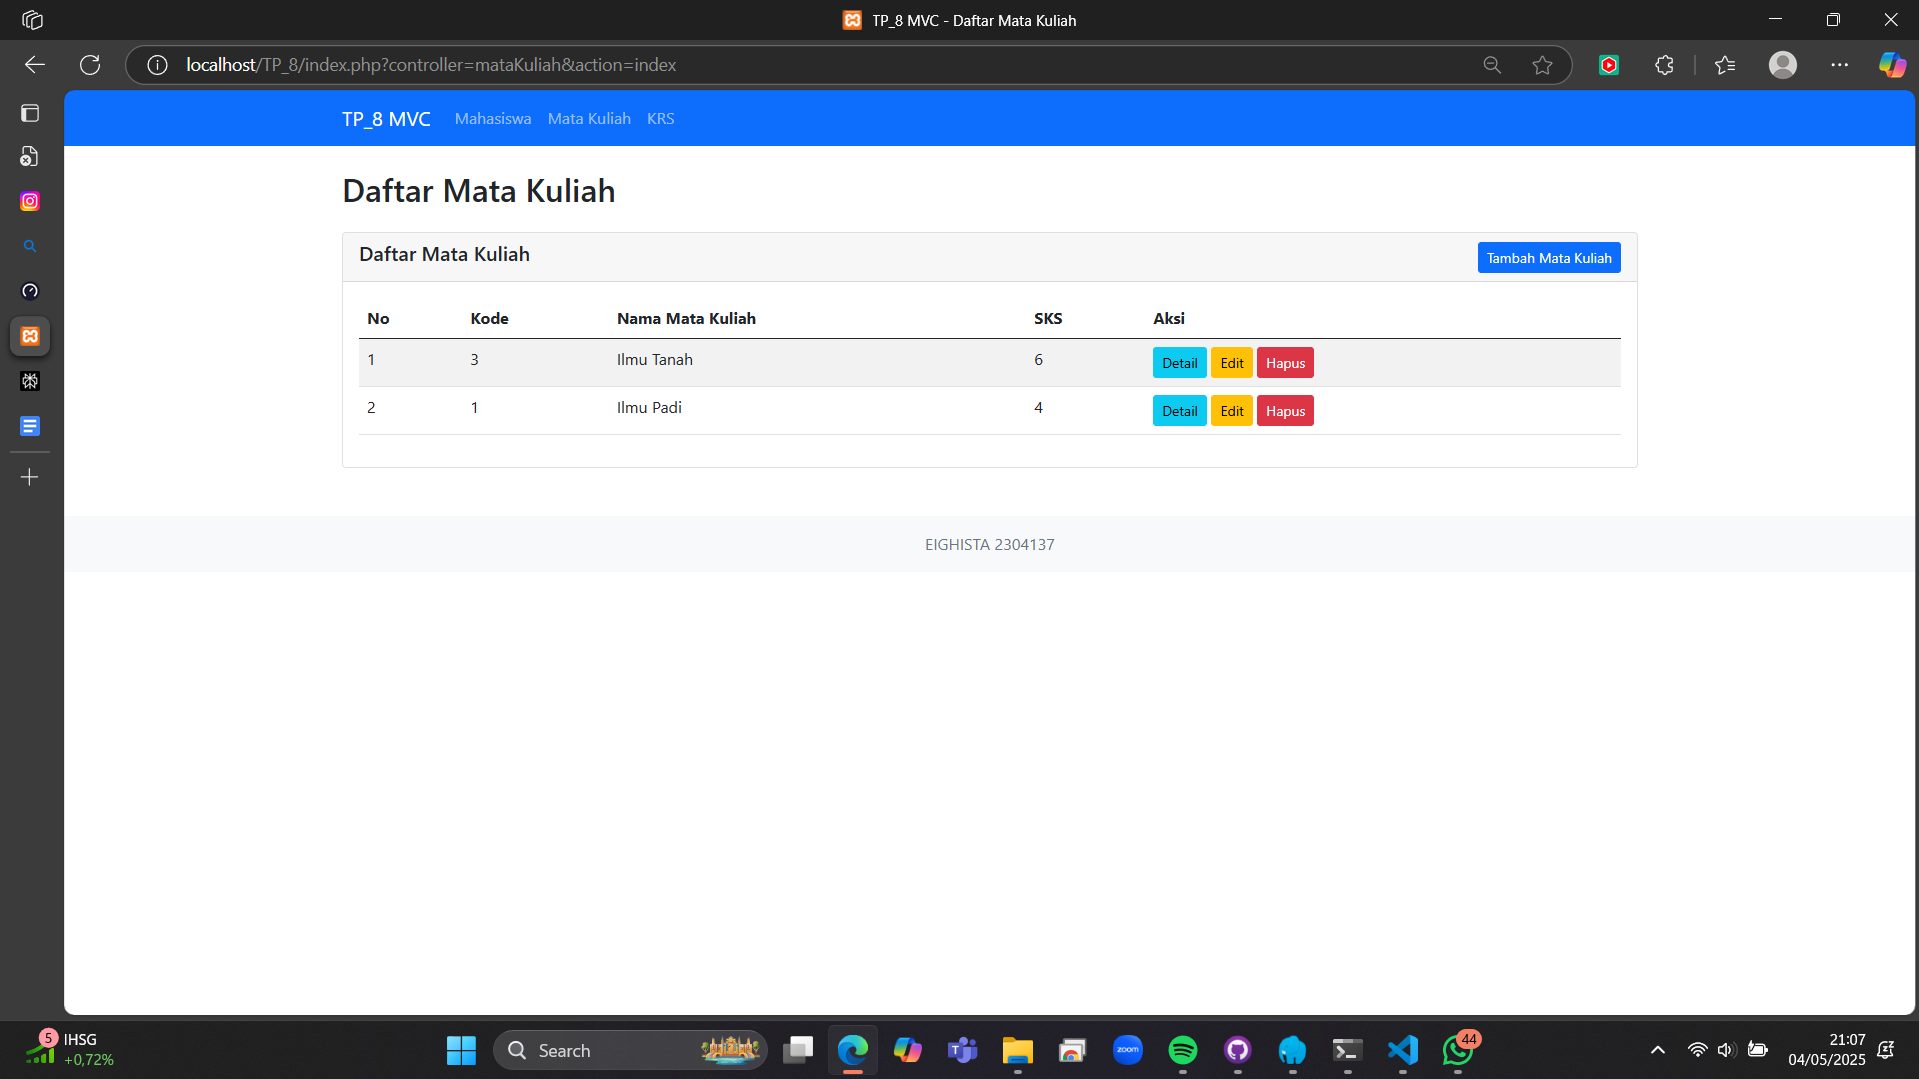 TP_8 MVC - Daftar Mata Kuliah
localhost/TP_8/index.php?controller=mataKuliah&action=index
TP_8 MVC Mahasiswa Mata Kuliah KRS
Daftar Mata Kuliah
Daftar Mata Kuliah Tambah Mata Kuliah
No Kode Nama Mata Kuliah SKS Aksi
1 3 Ilmu Tanah 6 Detail Edit Hapus
2 1 Ilmu Padi 4 Detail Edit Hapus
EIGHISTA 2304137
5 IHSG
+0,72%
Search
zoom
44
21:07
04/05/2025